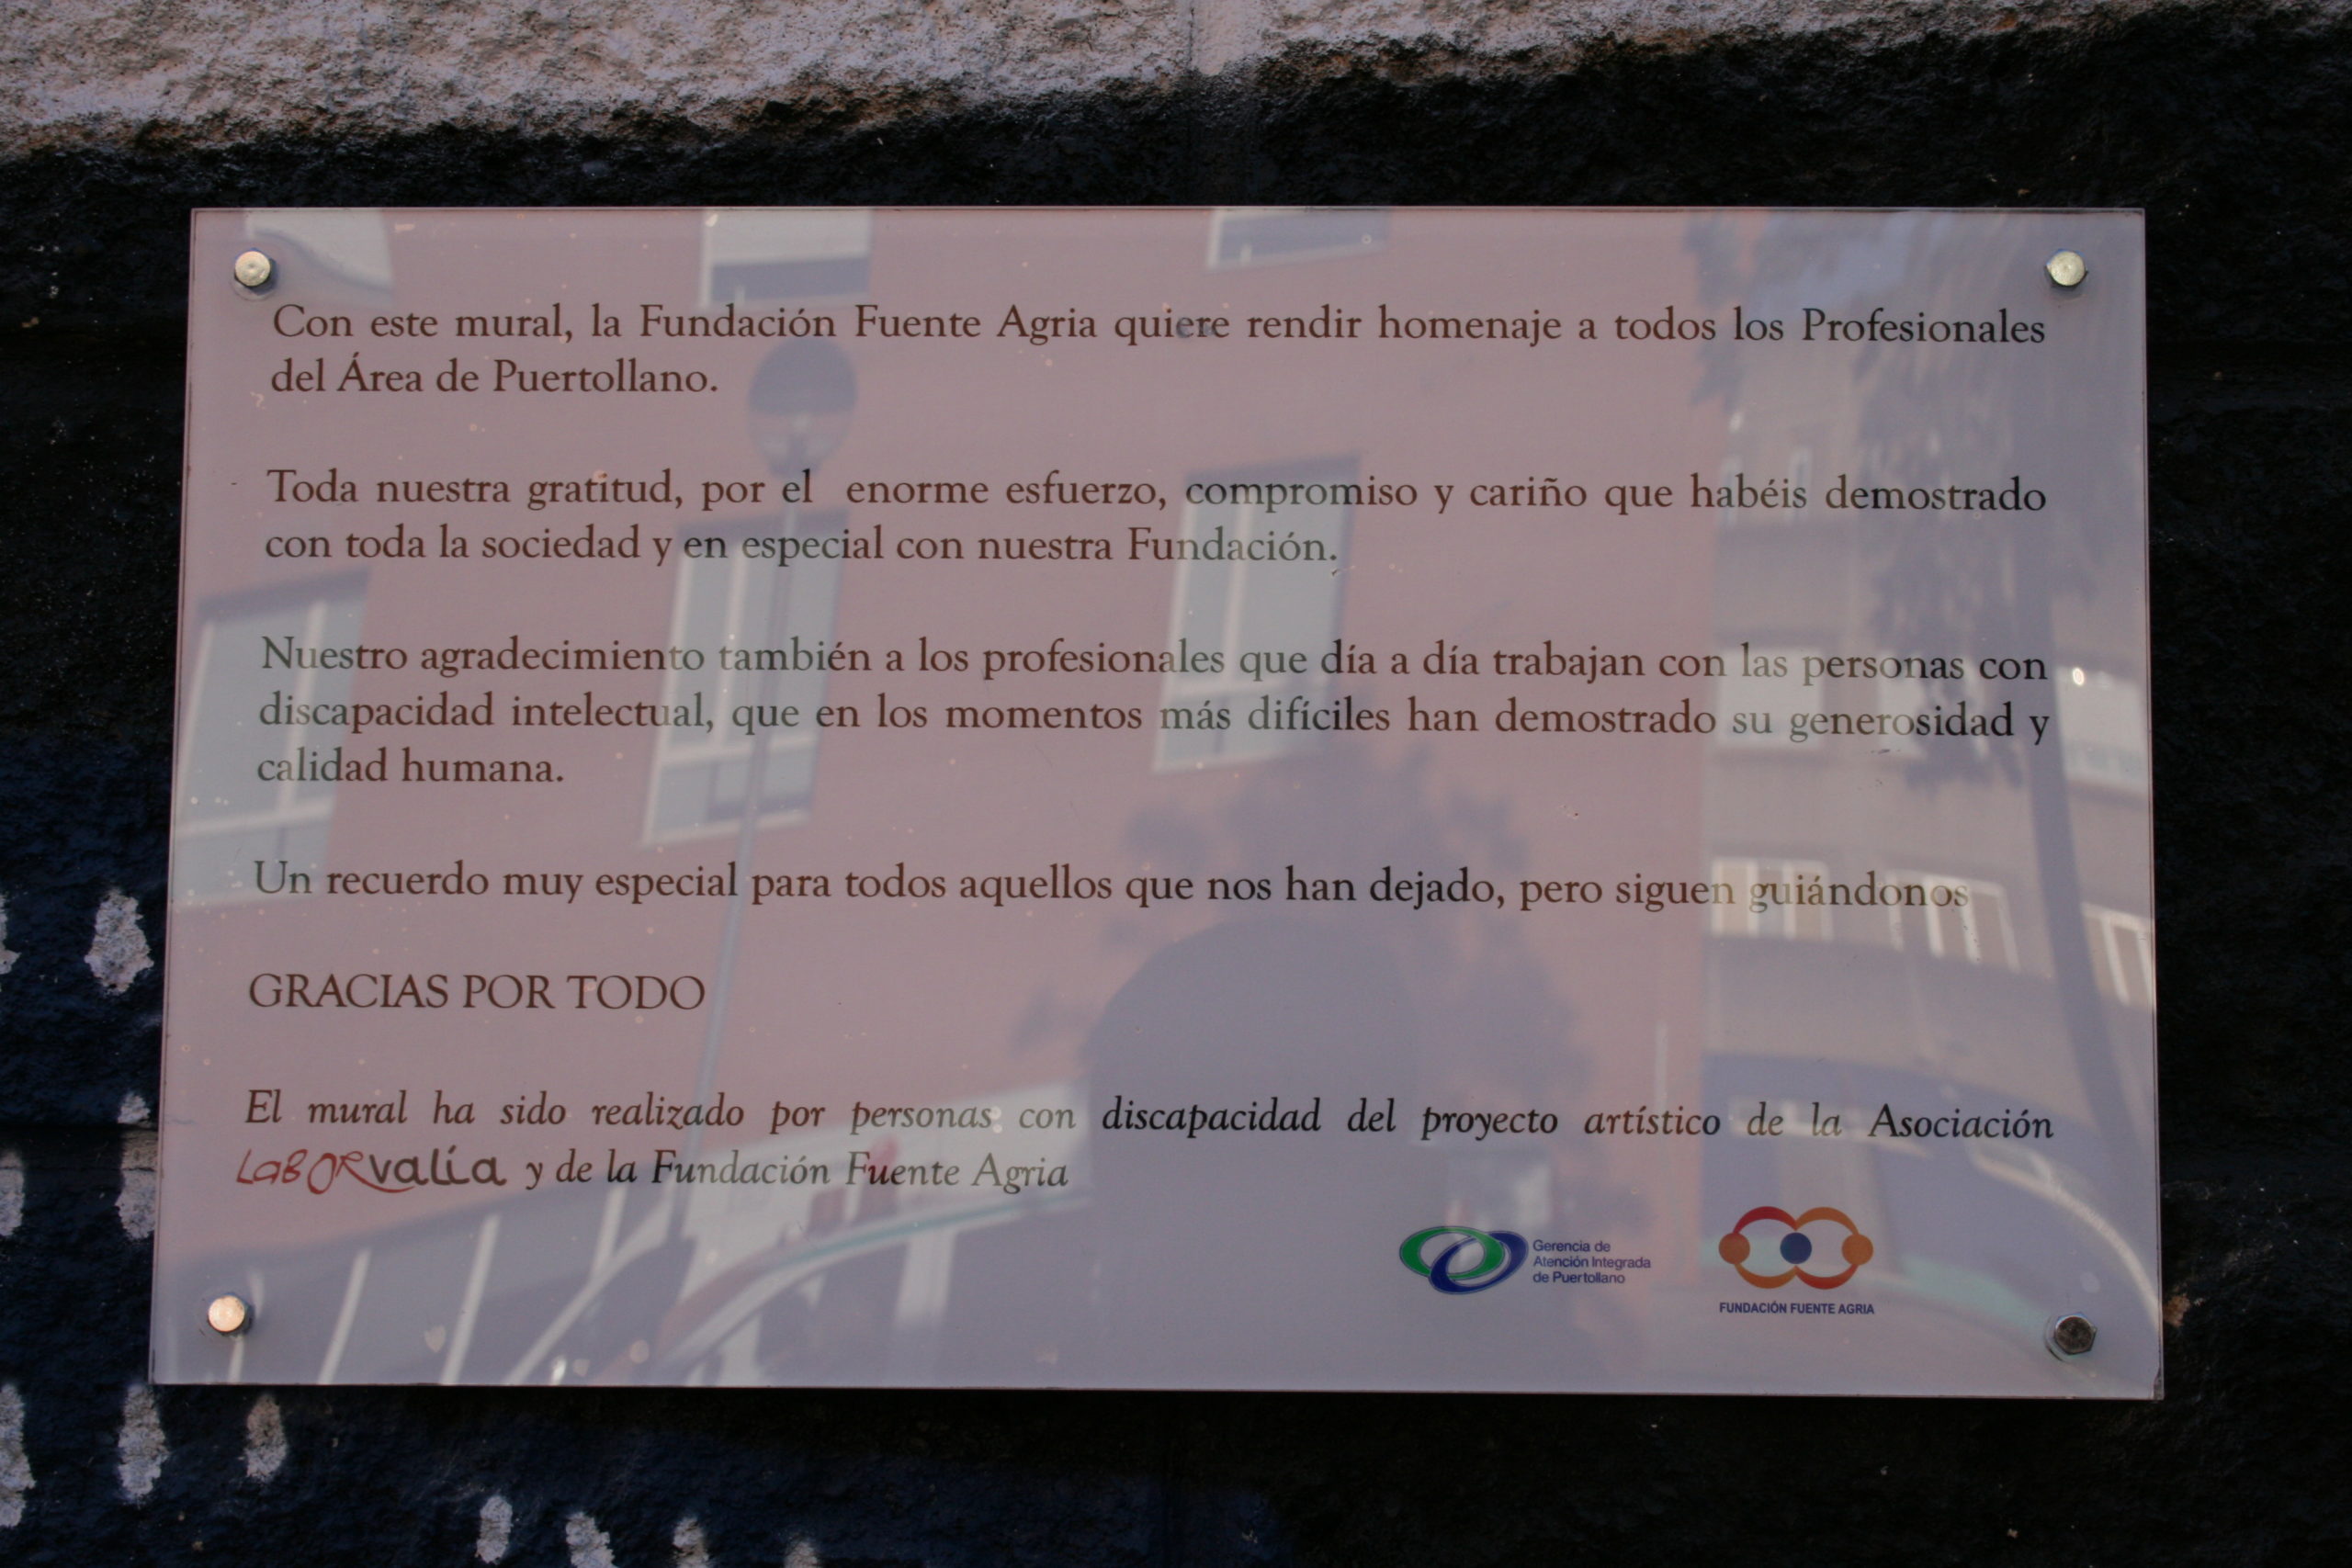 Con este mural, la Fundación Fuente Agria quiere rendir homenaje a todos los Profesionales
del Área de Puertollano.
Toda nuestra gratitud, por el enorme esfuerzo, compromiso y cariño que habéis demostrado
con toda la sociedad y en especial con nuestra Fundación.
Nuestro agradecimiento también a los profesionales que día a día trabajan con las personas con
discapacidad intelectual, que en los momentos más difíciles han demostrado su generosidad y
calidad humana.
Un recuerdo muy especial para todos aquellos que nos han dejado, pero siguen guiándonos
GRACIAS POR TODO
El mural ha sido realizado por personas con discapacidad del proyecto artístico de la Asociación
LaBORvalía y de la Fundación Fuente Agria
Gerencia de
Atención Integrada
de Puertollano
FUNDACIÓN FUENTE AGRIA